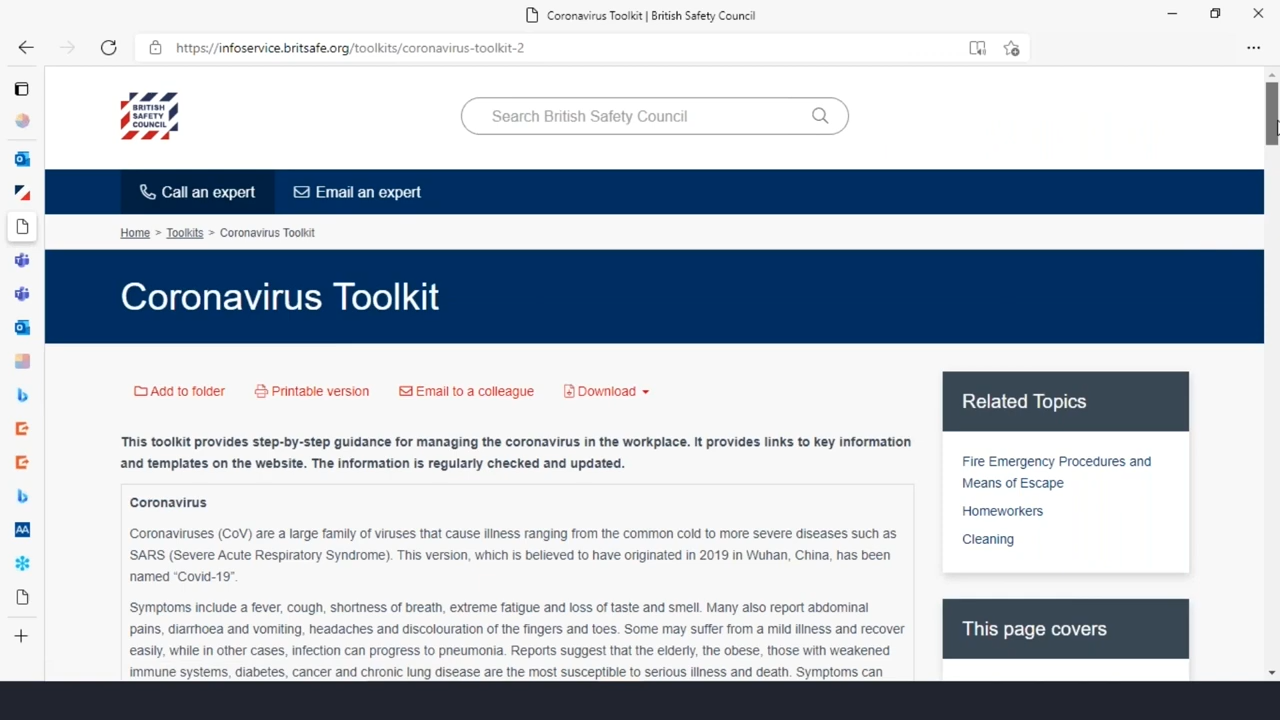 Coronavirus Toolkit | British Safety Council
https://infoservice.britsafe.org/toolkits/coronavirus-toolkit-2
BRITISH
SAFETY
COUNCIL
Search British Safety Council
Call an expert
Email an expert
Home > Toolkits > Coronavirus Toolkit
Coronavirus Toolkit
Add to folder
Printable version
Email to a colleague
Download
This toolkit provides step-by-step guidance for managing the coronavirus in the workplace. It provides links to key information
and templates on the website. The information is regularly checked and updated.
Coronavirus
Coronaviruses (CoV) are a large family of viruses that cause illness ranging from the common cold to more severe diseases such as
SARS (Severe Acute Respiratory Syndrome). This version, which is believed to have originated in 2019 in Wuhan, China, has been
named “Covid-19”.
Symptoms include a fever, cough, shortness of breath, extreme fatigue and loss of taste and smell. Many also report abdominal
pains, diarrhoea and vomiting, headaches and discolouration of the fingers and toes. Some may suffer from a mild illness and recover
easily, while in other cases, infection can progress to pneumonia. Reports suggest that the elderly, the obese, those with weakened
immune systems, diabetes, cancer and chronic lung disease are the most susceptible to serious illness and death. Symptoms can
Related Topics
Fire Emergency Procedures and
Means of Escape
Homeworkers
Cleaning
This page covers
AA